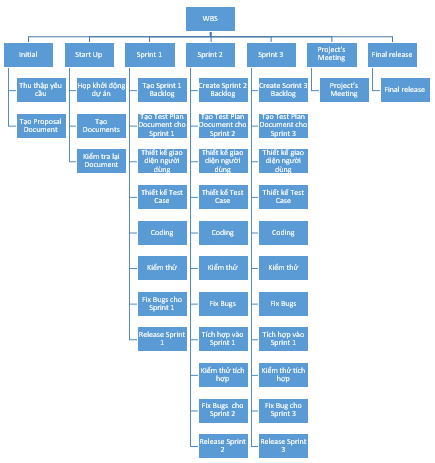 WBS
Initial
Thu thập yêu
cầu
Tạo Proposal
Document
Start Up
Họp khởi động
dự án
Tạo
Documents
Kiểm tra lại
Document
Sprint 1
Tạo Sprint 1
Backlog
Tạo Test Plan
Document cho
Sprint 1
Thiết kế giao
diện người
dùng
Thiết kế Test
Case
Coding
Kiểm thử
Fix Bugs cho
Sprint 1
Release Sprint
1
Sprint 2
Create Sprint 2
Backlog
Tạo Test Plan
Document cho
Sprint 2
Thiết kế giao
diện người
dùng
Thiết kế Test
Case
Coding
Kiểm thử
Fix Bugs
Tích hợp vào
Sprint 1
Kiểm thử tích
hợp
Fix Bugs cho
Sprint 2
Release Sprint
2
Sprint 3
Create Sprint 3
Backlog
Tạo Test Plan
Document cho
Sprint 3
Thiết kế giao
diện người
dùng
Thiết kế Test
Case
Coding
Kiểm thử
Fix Bugs
Tích hợp vào
Sprint 1
Kiểm thử tích
hợp
Fix Bug cho
Sprint 3
Release Sprint
3
Project's
Meeting
Project's
Meeting
Final release
Final release